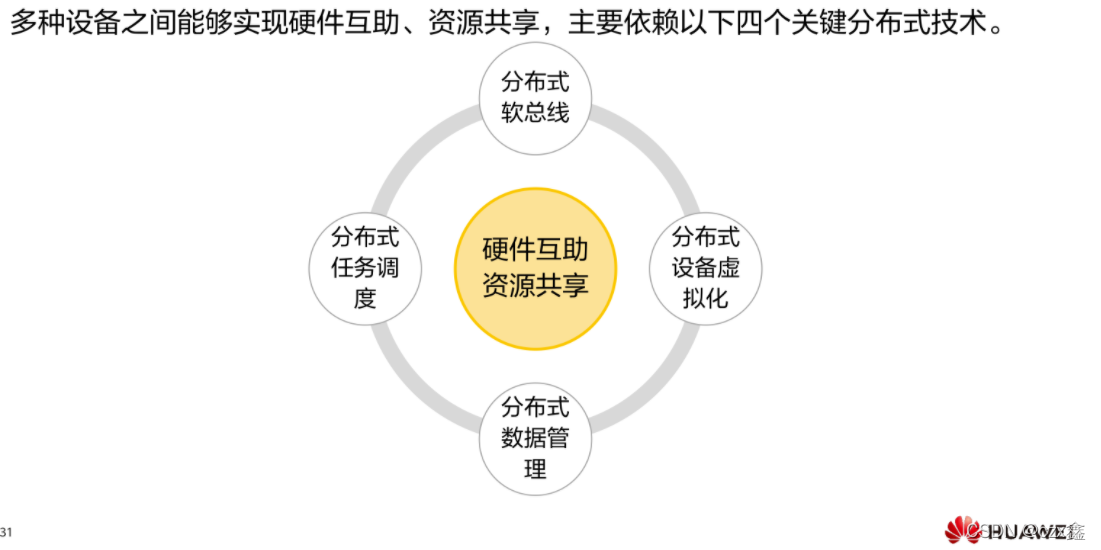 多种设备之间能够实现硬件互助、资源共享，主要依赖以下四个关键分布式技术。
分布式
软总线
分布式
任务调
度
硬件互助
资源共享
分布式
设备虚
拟化
分布式
数据管
理
31
HUAWEI